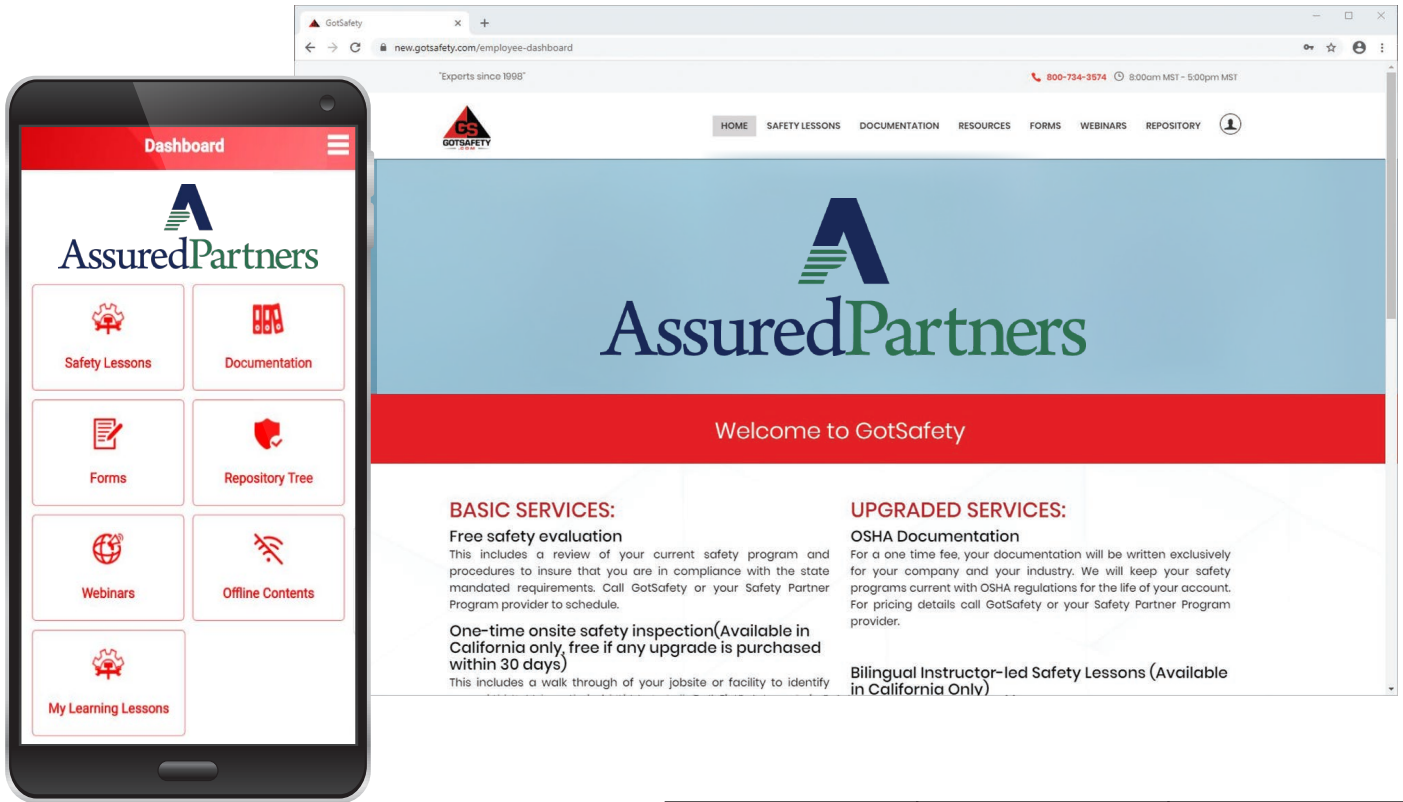 GotSafety
new.gotsafety.com/employee-dashboard
"Experts since 1998"
800-734-3574 8:00am MST - 5:00pm MST
GS
GOTSAFETY
.COM
HOME SAFETY LESSONS DOCUMENTATION RESOURCES FORMS WEBINARS REPOSITORY
AssuredPartners
Welcome to GotSafety
BASIC SERVICES:
Free safety evaluation
This includes a review of your current safety program and
procedures to insure that you are in compliance with the state
mandated requirements. Call GotSafety or your Safety Partner
Program provider to schedule.
One-time onsite safety inspection(Available in
California only, free if any upgrade is purchased
within 30 days)
This includes a walk through of your jobsite or facility to identify
UPGRADED SERVICES:
OSHA Documentation
For a one time fee, your documentation will be written exclusively
for your company and your industry. We will keep your safety
programs current with OSHA regulations for the life of your account.
For pricing details call GotSafety or your Safety Partner Program
provider.
Bilingual Instructor-led Safety Lessons (Available
in California Only)
Dashboard
AssuredPartners
Safety Lessons
Documentation
Forms
Repository Tree
Webinars
Offline Contents
My Learning Lessons